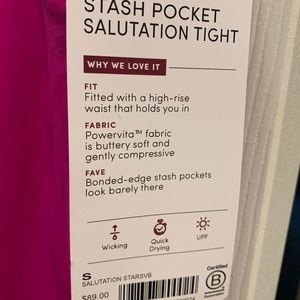 STASH POCKET
SALUTATION TIGHT
WHY WE LOVE IT
FIT
Fitted with a high-rise
waist that holds you in
FABRIC
Powervita™ fabric
is buttery soft and
gently compressive
FAVE
Bonded-edge stash pockets
look barely there
Wicking
Quick
Drying
UPF
S
SALUTATION STARSVB
$89.00
Certified
B